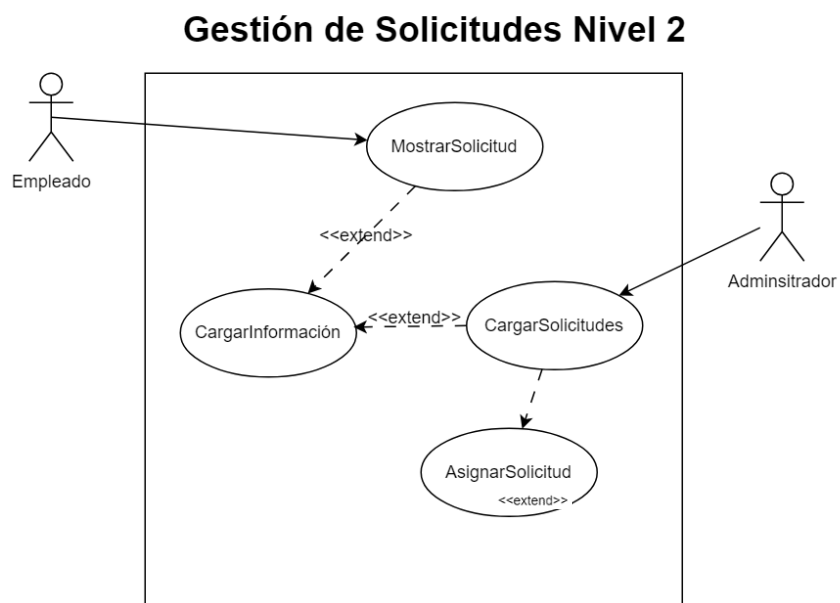 Gestión de Solicitudes Nivel 2
MostrarSolicitud
Empleado
<<extend>>
Adminsitrador
CargarInformación
<<extend>>
CargarSolicitudes
AsignarSolicitud
<<extend>>